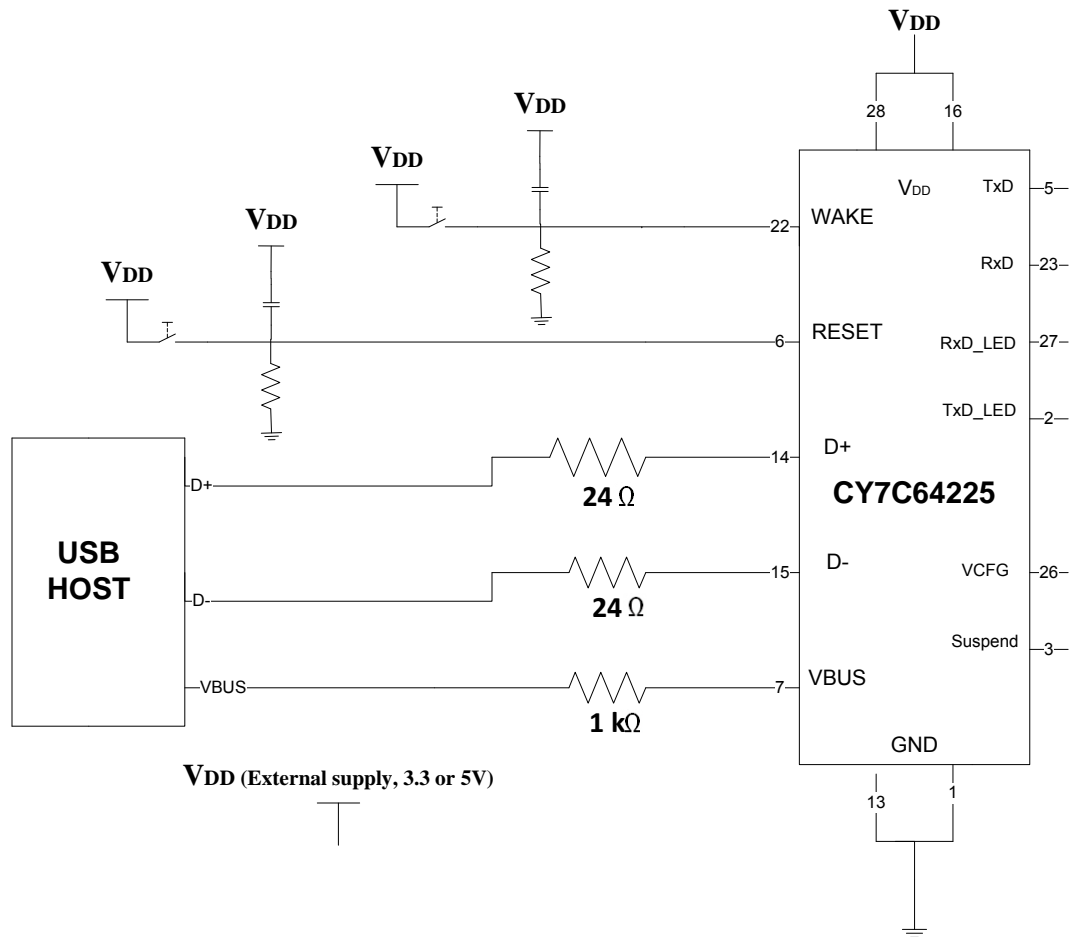 VDD
28
16
VDD
VDD
VDD
TxD
5
22
WAKE
VDD
RxD
23
VDD
6
RESET
RxD_LED
27
TxD_LED
2
D+
14
D+
24 Ω
CY7C64225
USB
HOST
D-
15
D-
24 Ω
VCFG
26
Suspend
3
VBUS
7
VBUS
1 kΩ
GND
VDD (External supply, 3.3 or 5V)
13
1